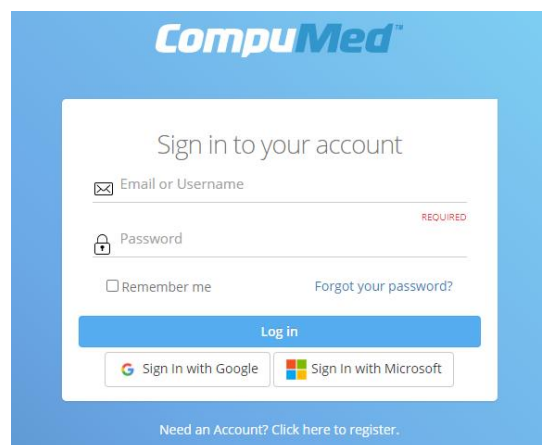 CompuMed™
Sign in to your account
Email or Username
REQUIRED
Password
Remember me Forgot your password?
Log in
Sign In with Google Sign In with Microsoft
Need an Account? Click here to register.